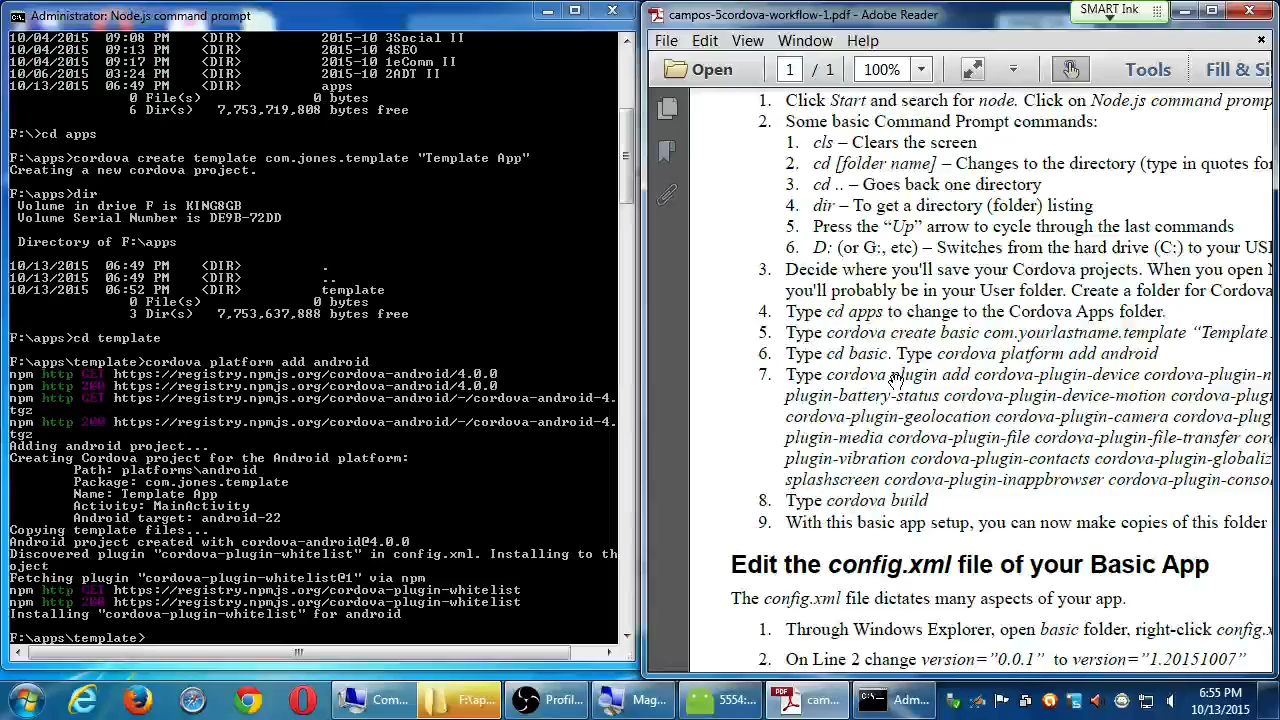 Administrator: Node.js command prompt
10/04/2015  09:08 PM    <DIR>          2015-10 3Social II
10/04/2015  09:13 PM    <DIR>          2015-10 4SEO
10/04/2015  09:17 PM    <DIR>          2015-10 1eComm II
10/06/2015  03:24 PM    <DIR>          2015-10 2ADT II
10/13/2015  06:49 PM    <DIR>          apps
0 File(s)              0 bytes
6 Dir(s)   7,753,719,808 bytes free
F:\>cd apps
F:\apps>cordova create template com.jones.template "Template App"
Creating a new cordova project.
F:\apps>dir
Volume in drive F is KING8GB
Volume Serial Number is DE9B-72DD
Directory of F:\apps
10/13/2015  06:49 PM    <DIR>          .
10/13/2015  06:49 PM    <DIR>          ..
10/13/2015  06:52 PM    <DIR>          template
0 File(s)              0 bytes
3 Dir(s)   7,753,637,888 bytes free
F:\apps>cd template
F:\apps\template>cordova platform add android
npm http GET https://registry.npmjs.org/cordova-android/4.0.0
npm http 200 https://registry.npmjs.org/cordova-android/4.0.0
npm http GET https://registry.npmjs.org/cordova-android/-/cordova-android-4.
tgz
npm http 200 https://registry.npmjs.org/cordova-android/-/cordova-android-4.
tgz
Adding android project...
Creating Cordova project for the Android platform:
Path: platforms\android
Package: com.jones.template
Name: Template App
Activity: MainActivity
Android target: android-22
Copying template files...
Android project created with cordova-android@4.0.0
Discovered plugin "cordova-plugin-whitelist" in config.xml. Installing to th
oject
Fetching plugin "cordova-plugin-whitelist@1" via npm
npm http GET https://registry.npmjs.org/cordova-plugin-whitelist
npm http 200 https://registry.npmjs.org/cordova-plugin-whitelist
Installing "cordova-plugin-whitelist" for android
F:\apps\template>
campos-5cordova-workflow-1.pdf - Adobe Reader
SMART Ink
File Edit View Window Help
Open 1 / 1 100% Tools Fill & Si
1. Click Start and search for node. Click on Node.js command promp
2. Some basic Command Prompt commands:
1. cls – Clears the screen
2. cd [folder name] – Changes to the directory (type in quotes for
3. cd .. – Goes back one directory
4. dir – To get a directory (folder) listing
5. Press the “Up” arrow to cycle through the last commands
6. D: (or G:, etc) – Switches from the hard drive (C:) to your USI
3. Decide where you'll save your Cordova projects. When you open N
you'll probably be in your User folder. Create a folder for Cordova
4. Type cd apps to change to the Cordova Apps folder.
5. Type cordova create basic com.yourlastname.template “Template
6. Type cd basic. Type cordova platform add android
7. Type cordova plugin add cordova-plugin-device cordova-plugin-n
plugin-battery-status cordova-plugin-device-motion cordova-plug
cordova-plugin-geolocation cordova-plugin-camera cordova-plug
plugin-media cordova-plugin-file cordova-plugin-file-transfer cor
plugin-vibration cordova-plugin-contacts cordova-plugin-globaliz
splashscreen cordova-plugin-inappbrowser cordova-plugin-conso
8. Type cordova build
9. With this basic app setup, you can now make copies of this folder
Edit the config.xml file of your Basic App
The config.xml file dictates many aspects of your app.
1. Through Windows Explorer, open basic folder, right-click config.x
2. On Line 2 change version=”0.0.1” to version=”1.20151007”
Com... F:\ap... Profil... Mag... 5554:... cam... Adm...
6:55 PM
10/13/2015